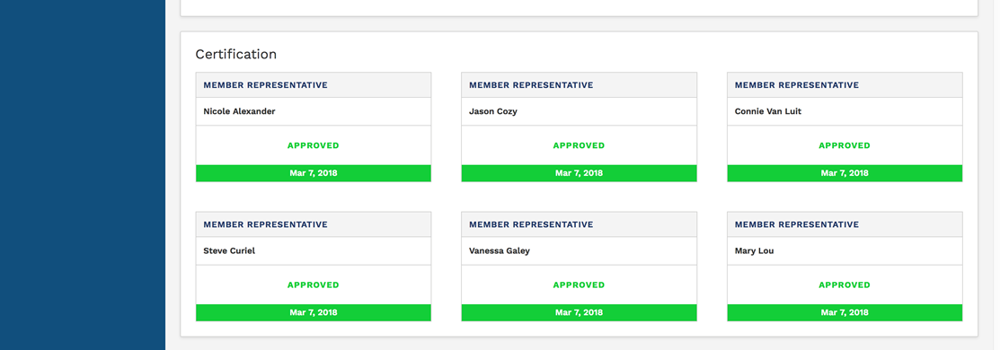 Certification
MEMBER REPRESENTATIVE
Nicole Alexander
APPROVED
Mar 7, 2018
MEMBER REPRESENTATIVE
Jason Cozy
APPROVED
Mar 7, 2018
MEMBER REPRESENTATIVE
Connie Van Luit
APPROVED
Mar 7, 2018
MEMBER REPRESENTATIVE
Steve Curiel
APPROVED
Mar 7, 2018
MEMBER REPRESENTATIVE
Vanessa Galey
APPROVED
Mar 7, 2018
MEMBER REPRESENTATIVE
Mary Lou
APPROVED
Mar 7, 2018